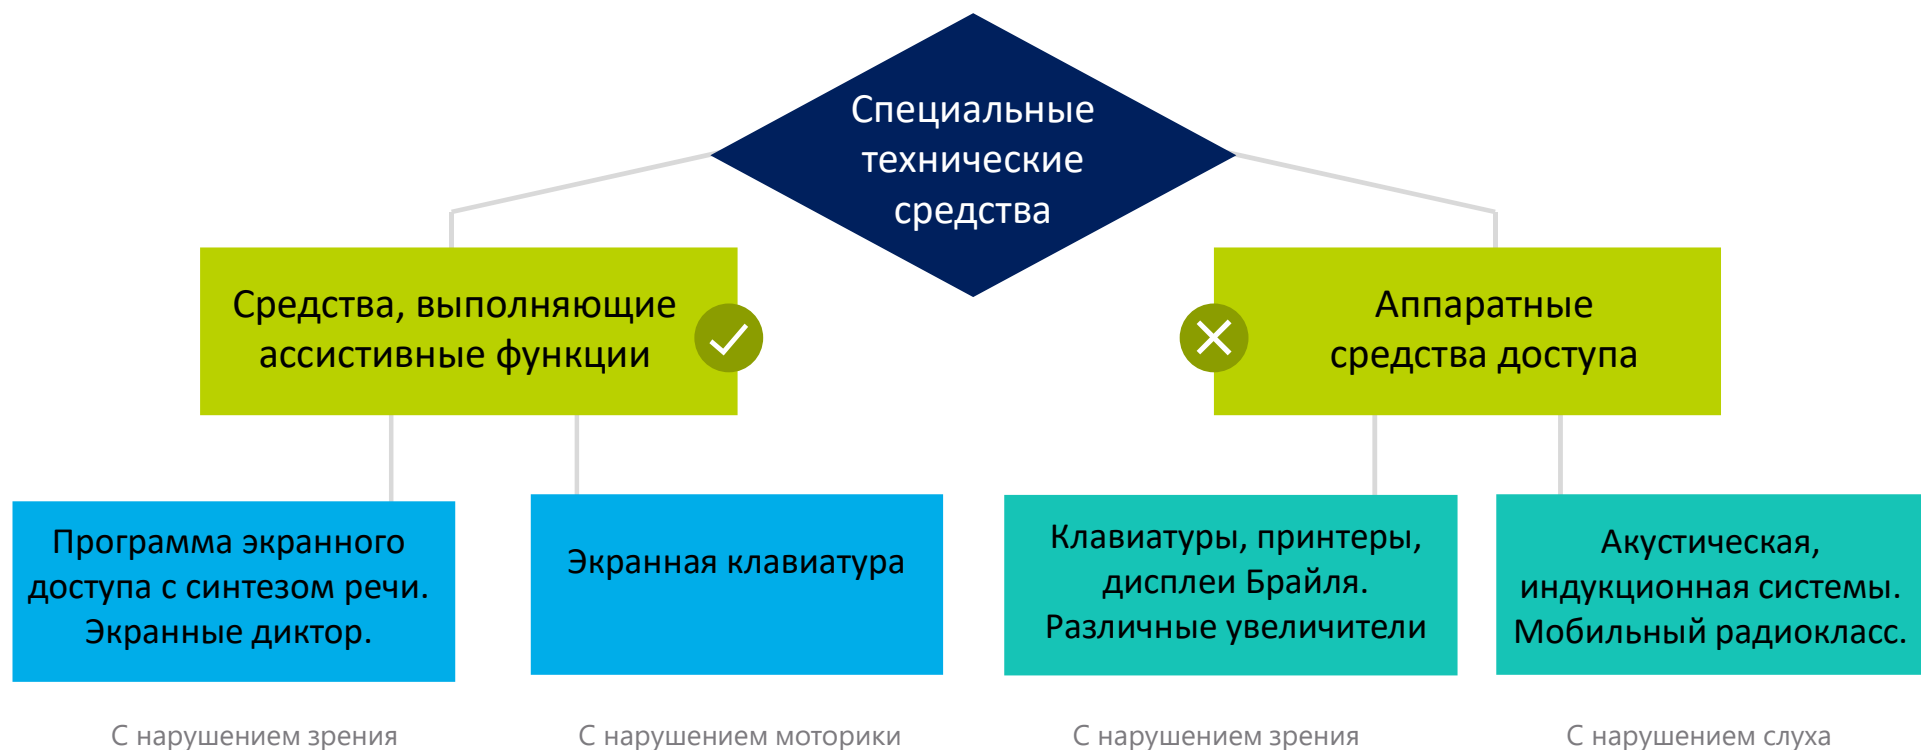 Специальные
технические
средства
Средства, выполняющие
ассистивные функции
Аппаратные
средства доступа
Программа экранного
доступа с синтезом речи.
Экранные диктор.
Экранная клавиатура
Клавиатуры, принтеры,
дисплеи Брайля.
Различные увеличители
Акустическая,
индукционная системы.
Мобильный радиокласс.
С нарушением зрения
С нарушением моторики
С нарушением зрения
С нарушением слуха